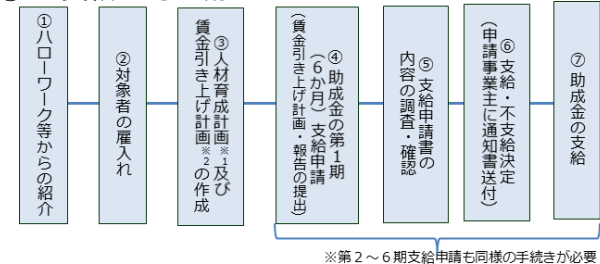 ①ハローワーク等からの紹介
②対象者の雇入れ
③人材育成計画※1及び
賃金引き上げ計画※2の作成
④助成金の第1期
(6か月)支給申請
(賃金引き上げ計画・報告の提出)
⑤支給申請書の
内容の調査・確認
⑥支給・不支給決定
(申請事業主に通知書送付)
⑦助成金の支給
※第2～6期支給申請も同様の手続きが必要